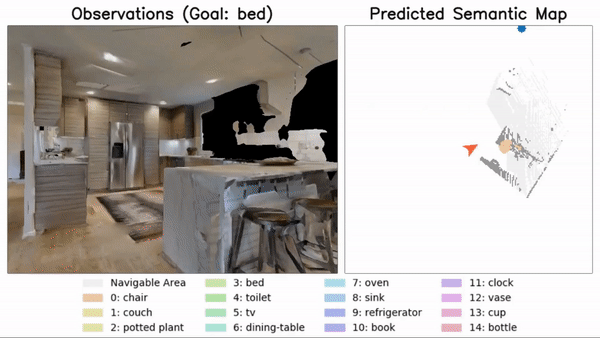 Observations (Goal: bed)
Predicted Semantic Map
Navigable Area
0: chair
1: couch
2: potted plant
3: bed
4: toilet
5: tv
6: dining-table
7: oven
8: sink
9: refrigerator
10: book
11: clock
12: vase
13: cup
14: bottle